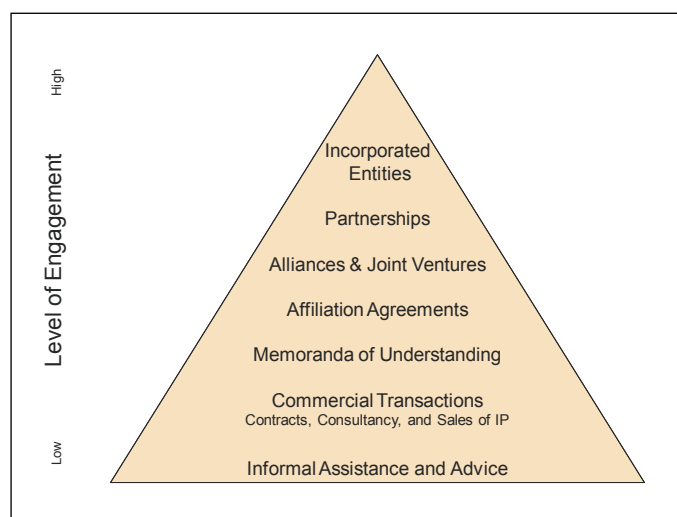 High
Level of Engagement
Low
Incorporated
Entities
Partnerships
Alliances & Joint Ventures
Affiliation Agreements
Memoranda of Understanding
Commercial Transactions
Contracts, Consultancy, and Sales of IP
Informal Assistance and Advice